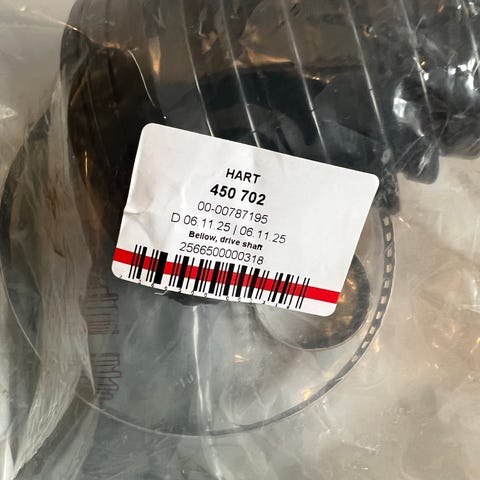 HART
450 702
00-00787195
D 06.11.25 | 06.11.25
Bellow, drive shaft
2566500000318